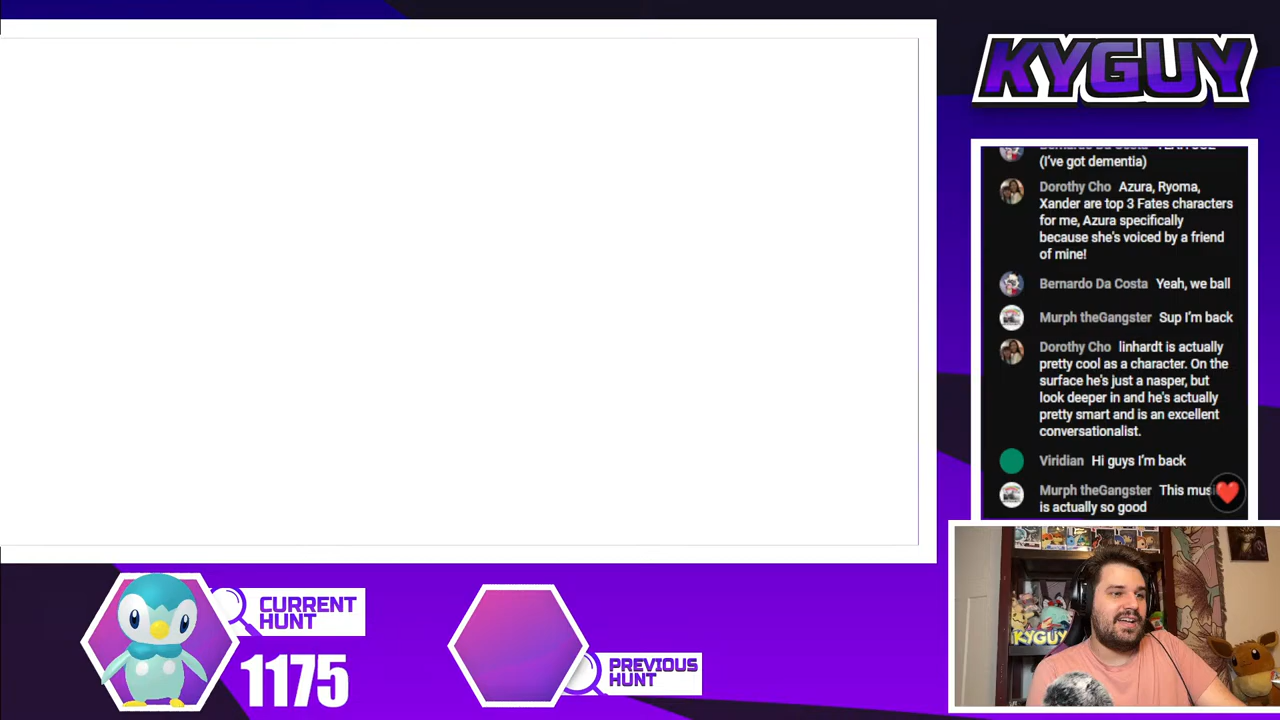 KYGUY
(I've got dementia)
Dorothy Cho Azura, Ryoma,
Xander are top 3 Fates characters
for me, Azura specifically
because she's voiced by a friend
of mine!
Bernardo Da Costa Yeah, we ball
Murph theGangster Sup I'm back
Dorothy Cho linhardt is actually
pretty cool as a character. On the
surface he's just a nasper, but
look deeper in and he's actually
pretty smart and is an excellent
conversationalist.
Viridian Hi guys I'm back
Murph theGangster This
is actually so good
KYGUY
CURRENT
HUNT
1175
PREVIOUS
HUNT